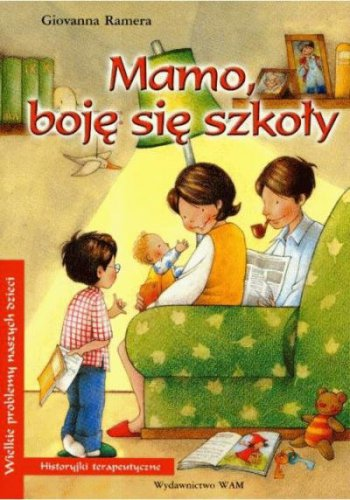 Giovanna Ramera
Mamo,
boję się szkoły
Wielkie problemy naszych dzieci
Historyjki terapeutyczne
Wydawnictwo WAM